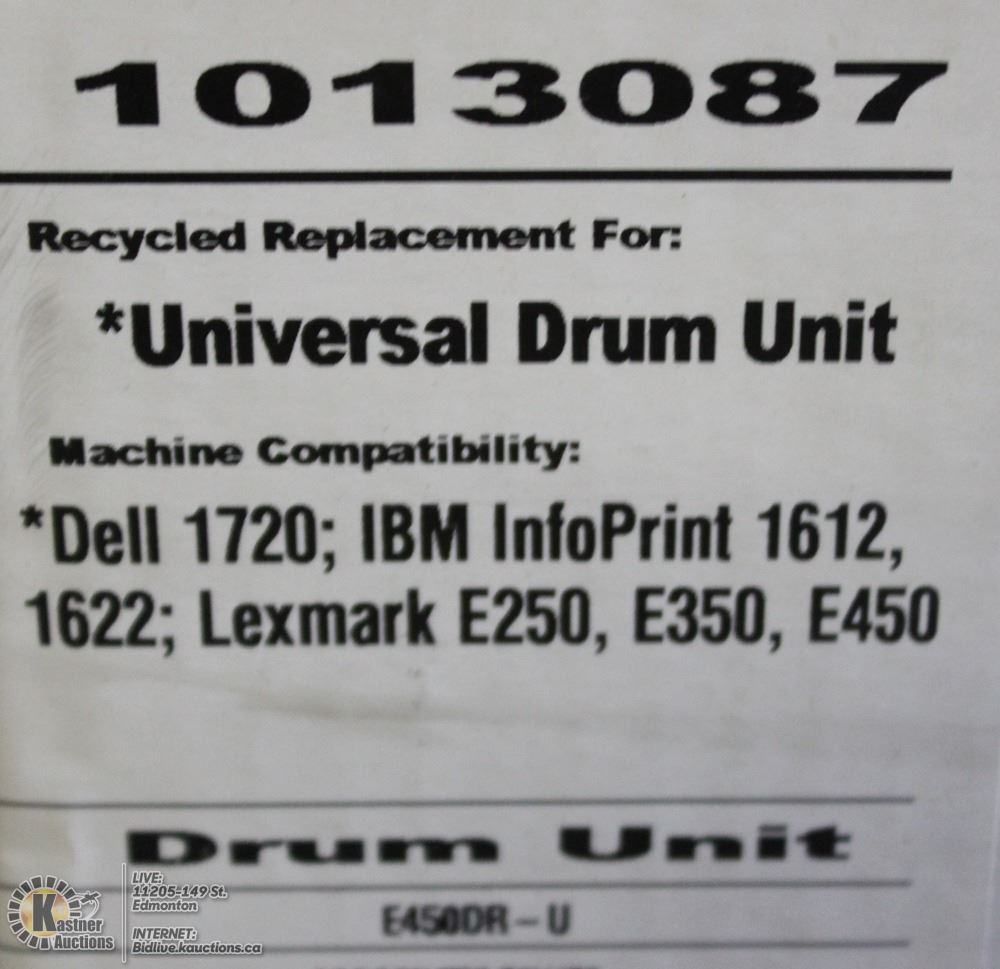 1013087
Recycled Replacement For:
*Universal Drum Unit
Machine Compatibility:
*Dell 1720; IBM InfoPrint 1612,
1622; Lexmark E250, E350, E450
Drum Unit
E450DR-U
Kastner
Auctions
LIVE:
11205-149 St.
Edmonton
INTERNET:
Bidlive.kauctions.ca